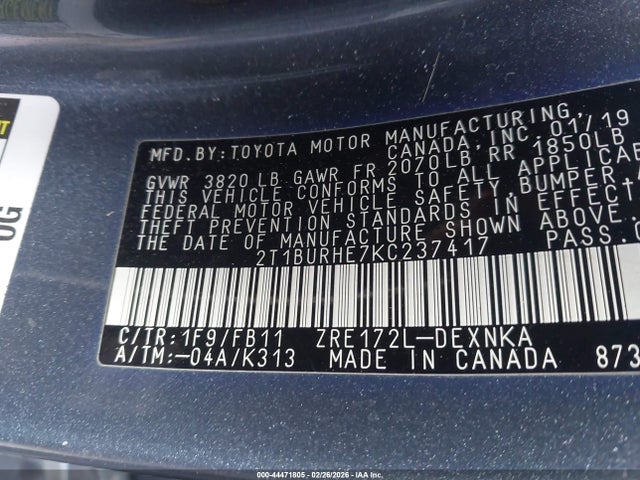 OG
MFD.BY:TOYOTA MOTOR MANUFACTURING
CANADA,INC 01/19
GVWR 3820 LB GAWR FR 2070LB RR 1850LB
THIS VEHICLE CONFORMS TO ALL
FEDERAL MOTOR VEHICLE SAFETY, BUMPER,
THEFT PREVENTION STANDARDS IN EFFECT
THE DATE OF MANUFACTURE SHOWN ABOVE.
2T1BURHE7KC237417 PASS.
C/TR:1F9/FB11 ZRE172L-DEXNKA
A/TM:-04A/K313 MADE IN CANADA 873
000-44471805 - 02/26/2026 - IAA Inc.